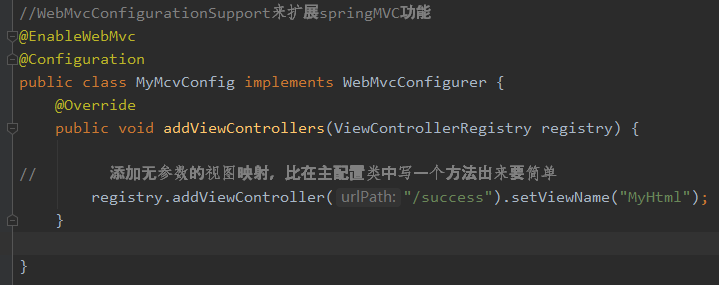 //WebMvcConfigurationSupport来扩展springMVC功能
@EnableWebMvc
@Configuration
public class MyMcvConfig implements WebMvcConfigurer {
@Override
public void addViewControllers(ViewControllerRegistry registry) {
// 添加无参数的视图映射，比在主配置类中写一个方法出来要简单
registry.addViewController( urlPath: "/success").setViewName("MyHtml");
}
}